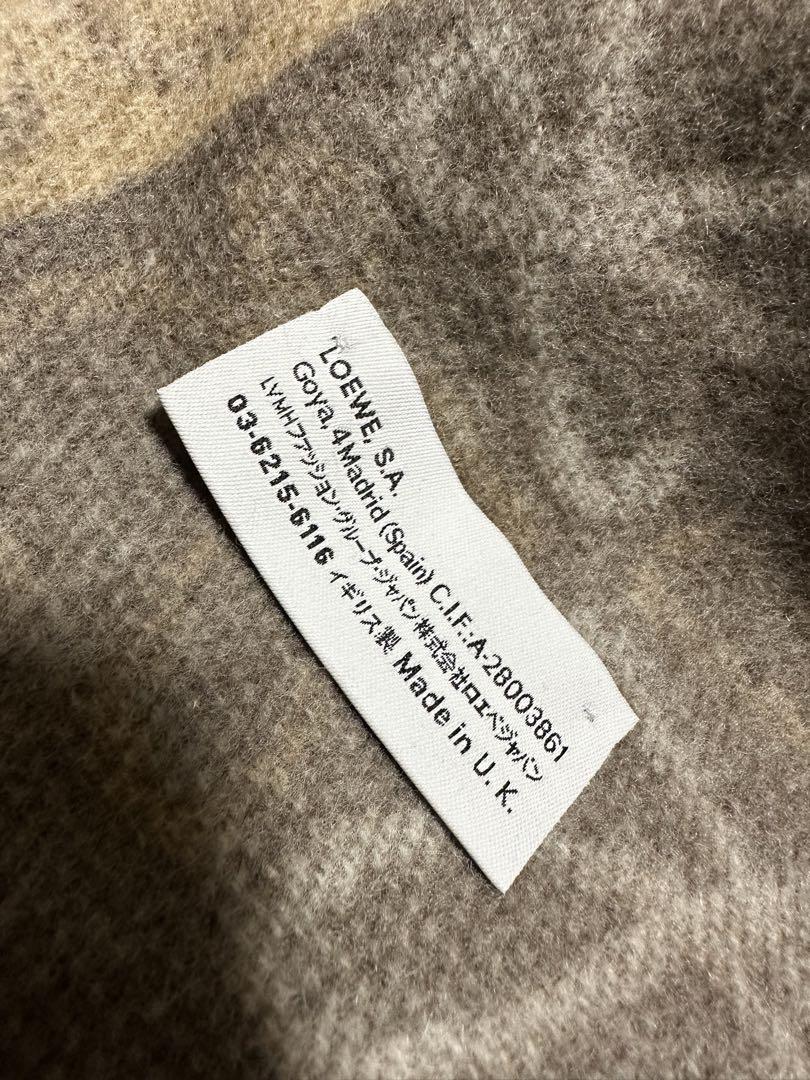 LOEWE, S.A.
Goya, 4 Madrid (Spain) C.I.F.:A-28003861
LVMHファッション・グループ・ジャパン株式会社ロエベジャパン
03-6215-6116 イギリス製 Made in U. K.